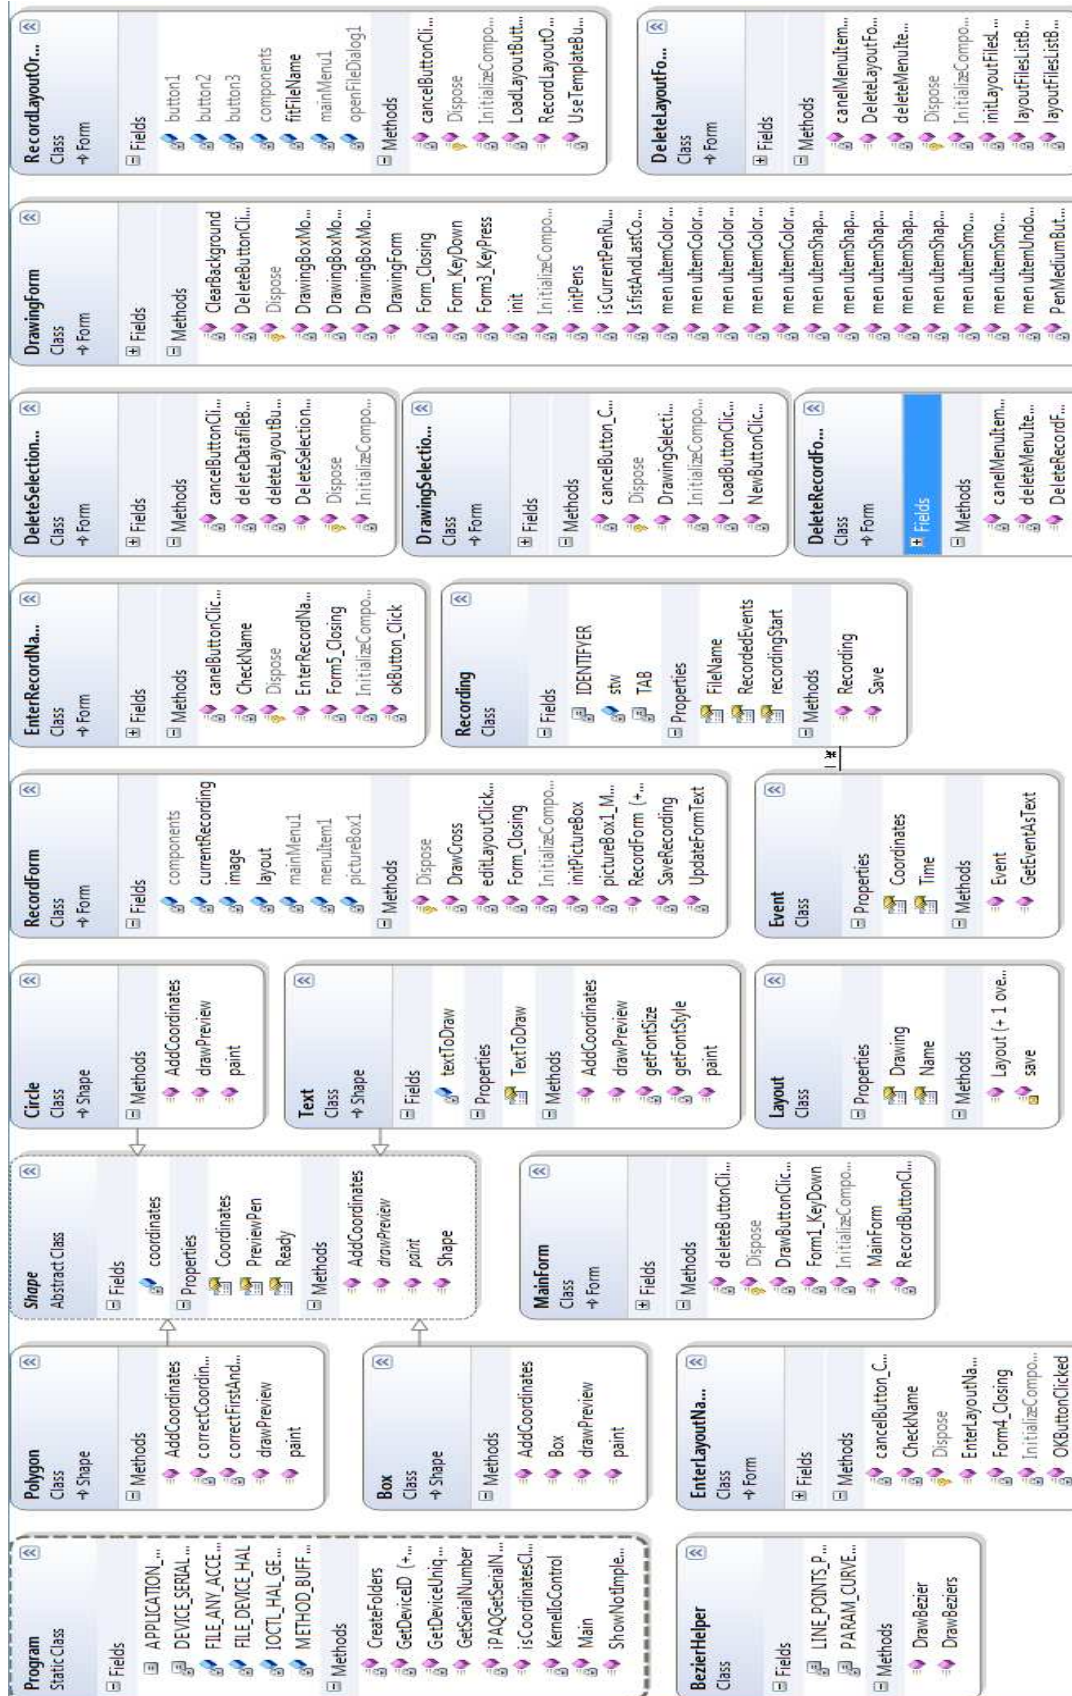 Program
Static Class
Fields
APPLICATION_...
DEVICE_SERIAL...
FILE_ANY_ACCE...
FILE_DEVICE_HAL
IOCTL_HAL_GE...
METHOD_BUFF...
Methods
CreateFolders
GetDeviceID (+...
GetDeviceUniq...
GetSerialNumber
iPAQGetSerialN...
isCoordinatesCl...
KernelIoControl
Main
ShowNotImple...
BezierHelper
Class
Fields
LINE_POINTS_P...
PARAM_CURVE...
Methods
DrawBezier
DrawBeziers
Polygon
Class
Shape
Methods
AddCoordinates
correctCoordin...
correctFirstAnd...
drawPreview
paint
Box
Class
Shape
Methods
AddCoordinates
Box
drawPreview
paint
EnterLayoutNa...
Class
Form
Fields
Methods
cancelButton_C...
CheckName
Dispose
EnterLayoutNa...
Form4_Closing
InitializeCompo...
OKButtonClicked
Shape
Abstract Class
Fields
coordinates
Properties
Coordinates
PreviewPen
Ready
Methods
AddCoordinates
drawPreview
paint
Shape
MainForm
Class
Form
Fields
Methods
deleteButtonCli...
Dispose
DrawButtonClic...
Form1_KeyDown
InitializeCompo...
MainForm
RecordButtonCl...
Circle
Class
Shape
Methods
AddCoordinates
drawPreview
paint
Text
Class
Shape
Fields
textToDraw
Properties
TextToDraw
Methods
AddCoordinates
drawPreview
getFontSize
getFontStyle
paint
Layout
Class
Properties
Drawing
Name
Methods
Layout (+ 1 ove...
save
RecordForm
Class
Form
Fields
components
currentRecording
image
layout
mainMenu1
menuItem1
pictureBox1
Methods
Dispose
DrawCross
editLayoutClick...
Form_Closing
InitializeCompo...
initPictureBox
pictureBox1_M...
RecordForm (+...
SaveRecording
UpdateFormText
Event
Class
Properties
Coordinates
Time
Methods
Event
GetEventAsText
1 *
EnterRecordNa...
Class
Form
Fields
Methods
canelButtonClic...
CheckName
Dispose
EnterRecordNa...
Form5_Closing
InitializeCompo...
okButton_Click
Recording
Class
Fields
IDENTIFYER
stw
TAB
Properties
FileName
RecordedEvents
recordingStart
Methods
Recording
Save
DeleteSelection...
Class
Form
Fields
Methods
cancelButtonCli...
deleteDatafileB...
deleteLayoutBu...
DeleteSelection...
Dispose
InitializeCompo...
DrawingSelectio...
Class
Form
Fields
Methods
cancelButton_C...
Dispose
DrawingSelecti...
InitializeCompo...
LoadButtonClic...
NewButtonClic...
DeleteRecordFo...
Class
Form
Fields
Methods
canelMenuItem...
deleteMenuIte...
DeleteRecordF...
DrawingForm
Class
Form
Fields
Methods
ClearBackground
DeleteButtonCli...
Dispose
DrawingBoxMo...
DrawingBoxMo...
DrawingBoxMo...
DrawingForm
Form_Closing
Form_KeyDown
Form3_KeyPress
init
InitializeCompo...
initPens
isCurrentPenRu...
IsfistAndLastCo...
menuItemColor...
menuItemColor...
menuItemColor...
menuItemColor...
menuItemShap...
menuItemShap...
menuItemShap...
menuItemShap...
menuItemShap...
menuItemSmo...
menuItemSmo...
menuItemUndo...
PenMediumBut...
RecordLayoutOr...
Class
Form
Fields
button1
button2
button3
components
fitFileName
mainMenu1
openFileDialog1
Methods
cancelButtonCli...
Dispose
InitializeCompo...
LoadLayoutButt...
RecordLayoutO...
UseTemplateBu...
DeleteLayoutFo...
Class
Form
Fields
Methods
canelMenuItem...
DeleteLayoutFo...
deleteMenuIte...
Dispose
InitializeCompo...
initLayoutFilesL...
layoutFilesListB...
layoutFilesListB...